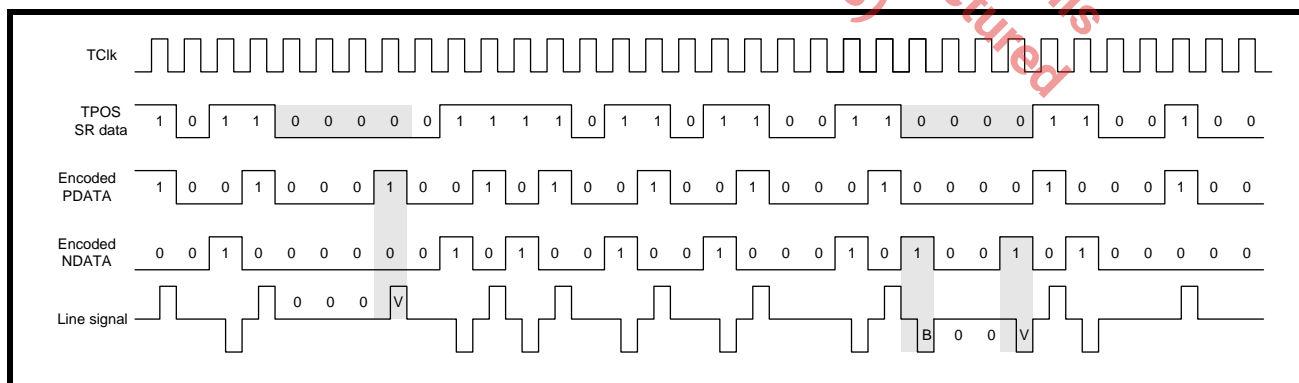 TClk
TPOS
SR data
1 0 1 1 0 0 0 0 0 1 1 1 1 0 1 1 0 1 1 0 0 1 1 0 0 0 0 1 1 0 0 1 0 0
Encoded
PDATA
1 0 0 1 0 0 0 1 0 0 1 0 1 0 0 1 0 0 1 0 0 0 1 0 0 0 0 1 0 0 0 1 0 0
Encoded
NDATA
0 0 1 0 0 0 0 0 0 1 0 1 0 0 1 0 0 1 0 0 0 1 0 1 0 0 1 0 1 0 0 0 0 0
Line signal
0 0 0 V
B 0 0 V